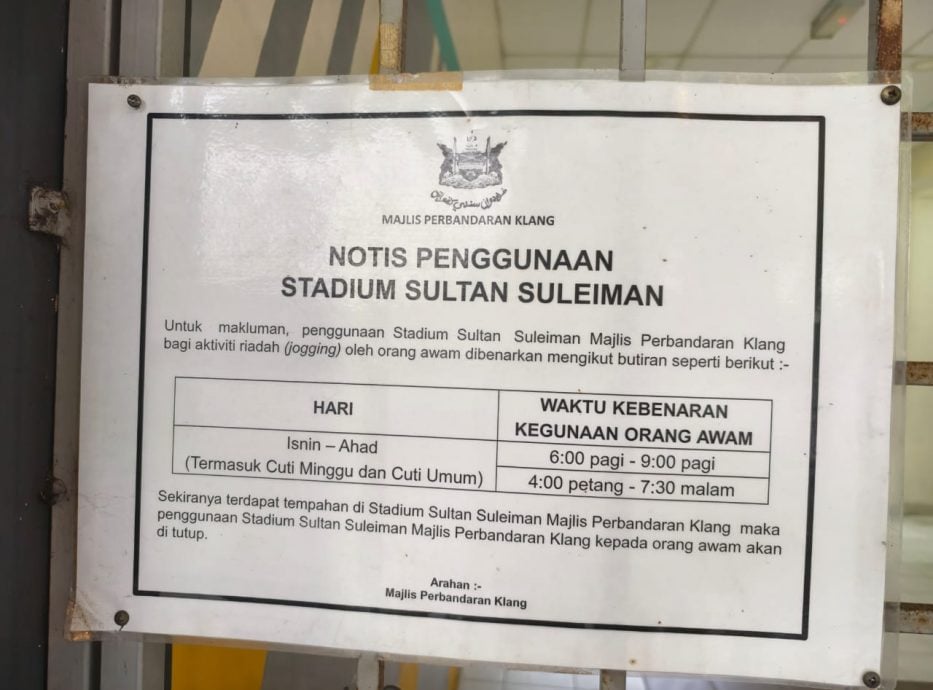 MAJLIS PERBANDARAN KLANG
NOTIS PENGGUNAAN
STADIUM SULTAN SULEIMAN
Untuk makluman, penggunaan Stadium Sultan Suleiman Majlis Perbandaran Klang
bagi aktiviti riadah (jogging) oleh orang awam dibenarkan mengikut butiran seperti berikut :-
HARI
WAKTU KEBENARAN
KEGUNAAN ORANG AWAM
Isnin – Ahad
(Termasuk Cuti Minggu dan Cuti Umum)
6:00 pagi - 9:00 pagi
4:00 petang - 7:30 malam
Sekiranya terdapat tempahan di Stadium Sultan Suleiman Majlis Perbandaran Klang maka
penggunaan Stadium Sultan Suleiman Majlis Perbandaran Klang kepada orang awam akan
di tutup.
Arahan :-
Majlis Perbandaran Klang